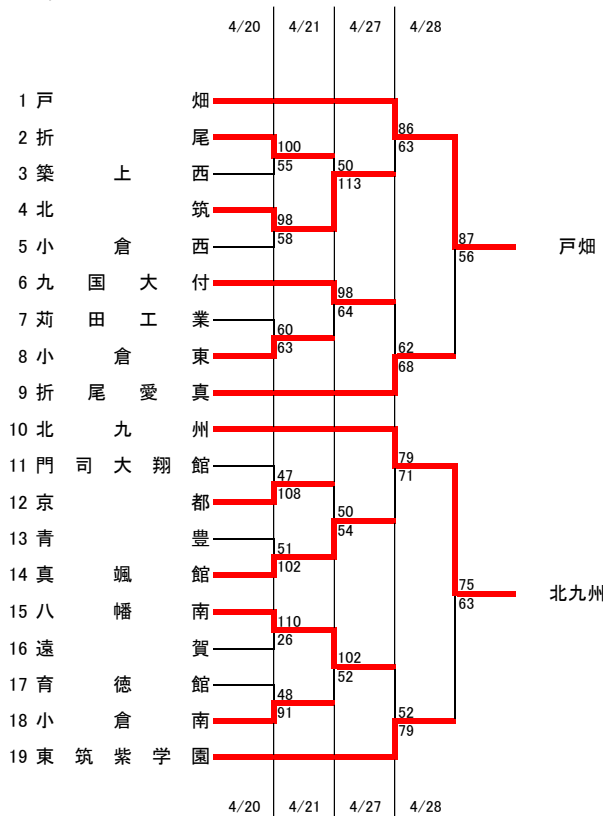 4/20 4/21 4/27 4/28
1 戸畑
86
2 折尾
100
63
3 築上西
55
50
113
4 北筑
98
87
5 小倉西
58
56
戸畑
6 九国大付
98
7 苅田工業
60
64
8 小倉東
63
62
68
9 折尾愛真
10 北九州
79
11 門司大翔館
47
71
12 京都
108
50
13 青豊
51
54
14 真颯館
102
75
15 八幡南
110
63
北九州
16 遠賀
26
102
17 育徳館
48
52
18 小倉南
91
52
79
19 東筑紫学園
4/20 4/21 4/27 4/28